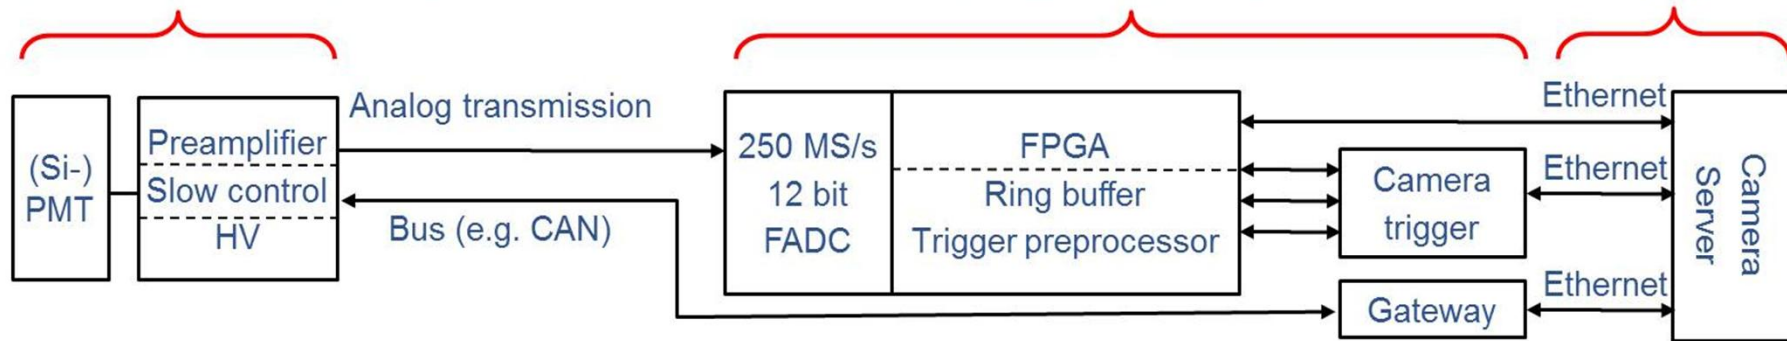 (Si-)
PMT
Preamplifier
Slow control
HV
Analog transmission
Bus (e.g. CAN)
250 MS/s
12 bit
FADC
FPGA
Ring buffer
Trigger preprocessor
Camera
trigger
Gateway
Ethernet
Ethernet
Ethernet
Camera
Server